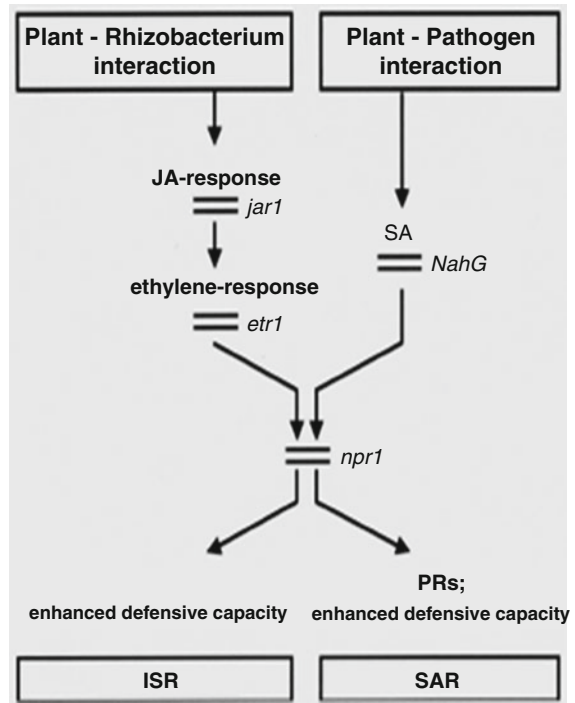 Plant - Rhizobacterium
interaction
Plant - Pathogen
interaction
JA-response
jar1
ethylene-response
etr1
SA
NahG
npr1
enhanced defensive capacity
PRs;
enhanced defensive capacity
ISR
SAR